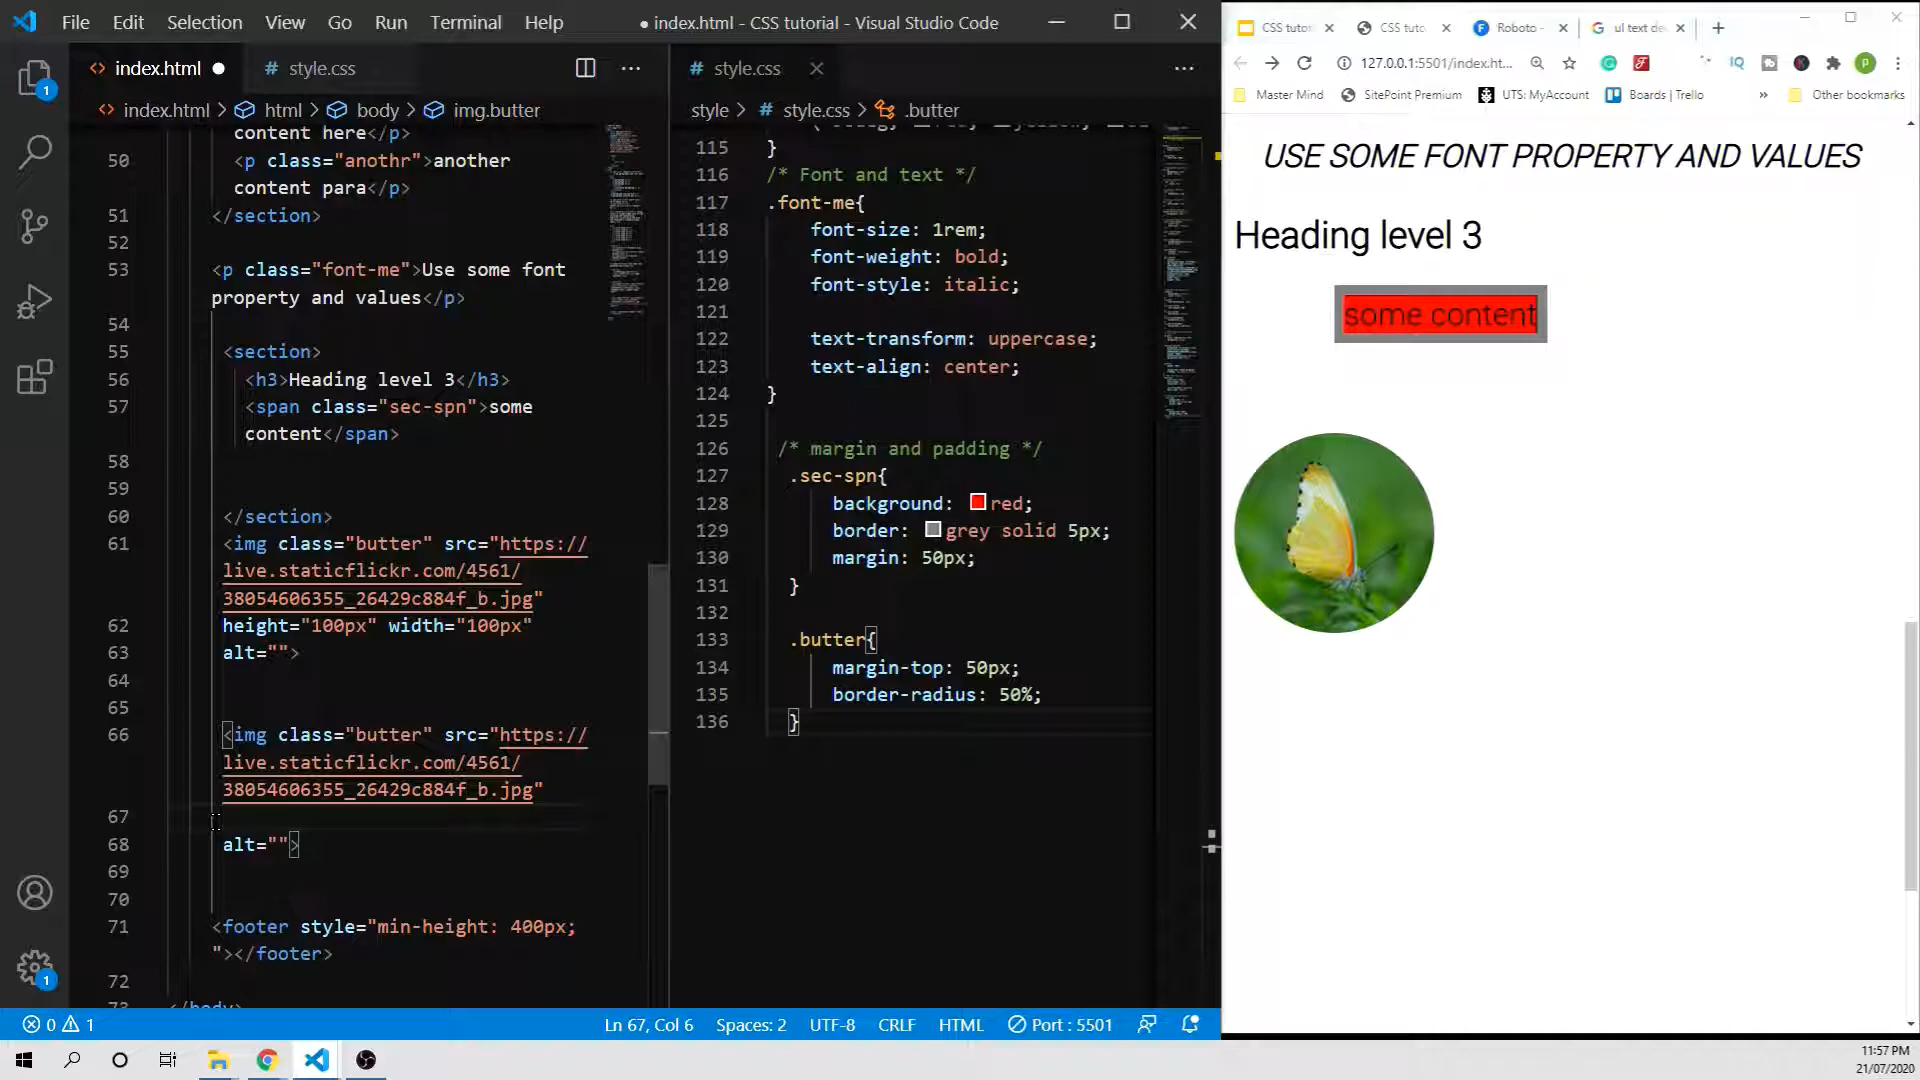 File Edit Selection View Go Run Terminal Help
● index.html - CSS tutorial - Visual Studio Code
index.html ●
style.css
index.html > html > body > img.butter
content here</p>
50 <p class="anothr">another
content para</p>
51 </section>
52
53 <p class="font-me">Use some font
property and values</p>
54
55 <section>
56 <h3>Heading level 3</h3>
57 <span class="sec-spn">some
content</span>
58
59
60 </section>
61 <img class="butter" src="https://
live.staticflickr.com/4561/
38054606355_26429c884f_b.jpg"
62 height="100px" width="100px"
63 alt="">
64
65
66 <img class="butter" src="https://
live.staticflickr.com/4561/
38054606355_26429c884f_b.jpg"
67
68 alt="">
69
70
71 <footer style="min-height: 400px;
"></footer>
72
style.css
style > style.css > .butter
115 }
116 /* Font and text */
117 .font-me{
118 font-size: 1rem;
119 font-weight: bold;
120 font-style: italic;
121
122 text-transform: uppercase;
123 text-align: center;
124 }
125
126 /* margin and padding */
127 .sec-spn{
128 background: red;
129 border: grey solid 5px;
130 margin: 50px;
131 }
132
133 .butter{
134 margin-top: 50px;
135 border-radius: 50%;
136 }
CSS tutor
CSS tuto
Roboto -
ul text de
127.0.0.1:5501/index.ht...
Master Mind SitePoint Premium UTS: MyAccount Boards | Trello » Other bookmarks
USE SOME FONT PROPERTY AND VALUES
Heading level 3
some content
0 1
Ln 67, Col 6 Spaces: 2 UTF-8 CRLF HTML Port : 5501
11:57 PM
21/07/2020